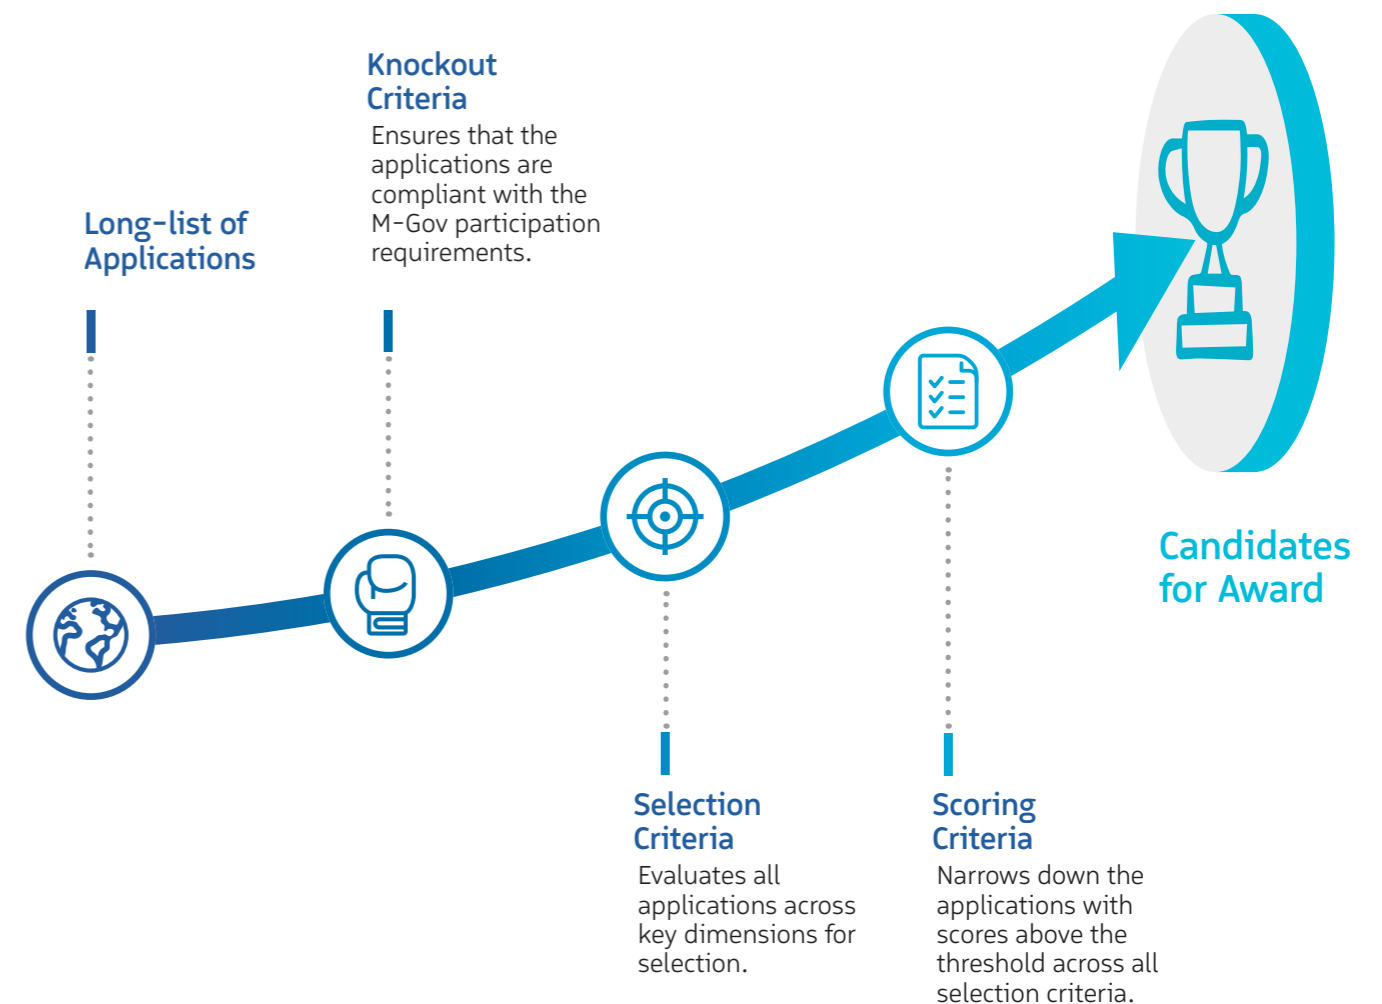 Long-list of
Applications
Knockout
Criteria
Ensures that the
applications are
compliant with the
M-Gov participation
requirements.
Selection
Criteria
Evaluates all
applications across
key dimensions for
selection.
Scoring
Criteria
Narrows down the
applications with
scores above the
threshold across all
selection criteria.
Candidates
for Award